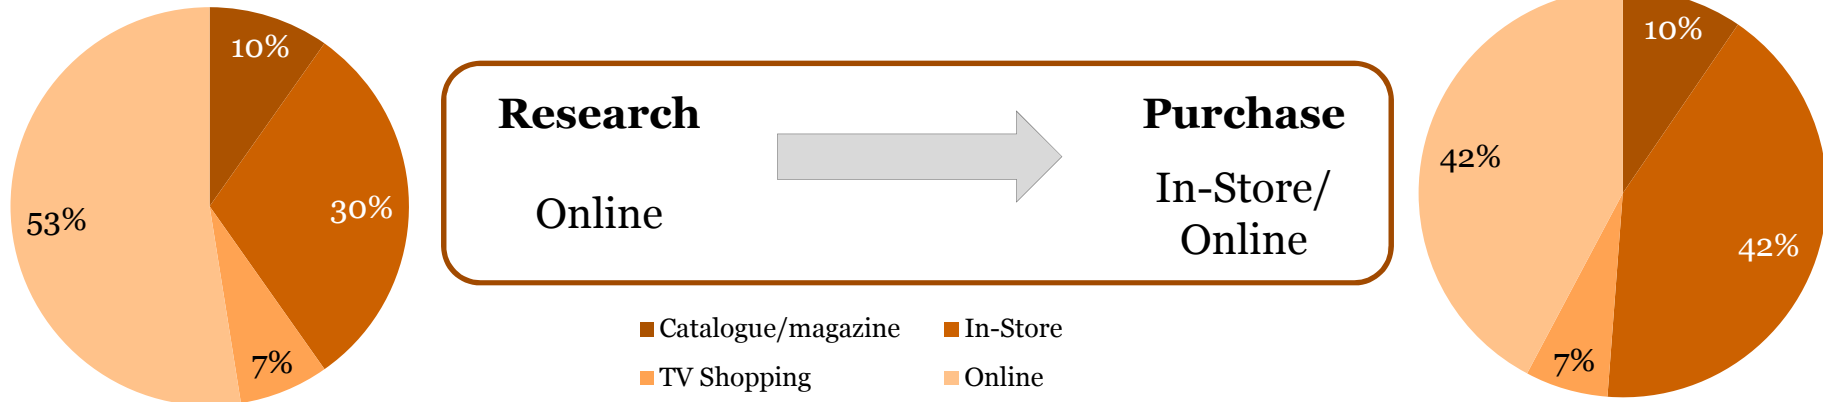 10%
30%
53%
7%
Research
Online
Purchase
In-Store/
Online
Catalogue/magazine
In-Store
TV Shopping
Online
10%
42%
42%
7%